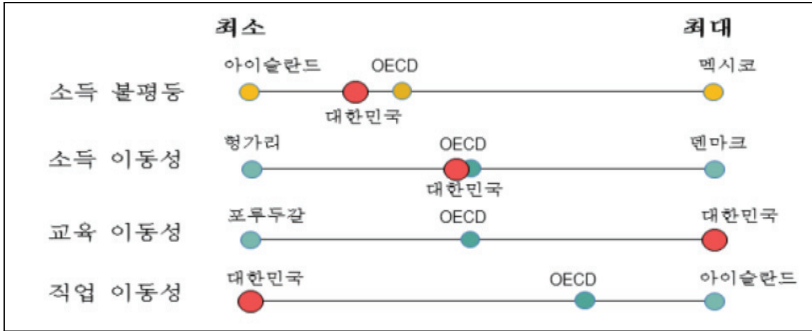 최소 최대
아이슬란드 OECD 멕시코
소득 불평등
대한민국
헝가리 OECD 덴마크
소득 이동성
대한민국
포루두갈 OECD 대한민국
교육 이동성
대한민국 OECD 아이슬란드
직업 이동성